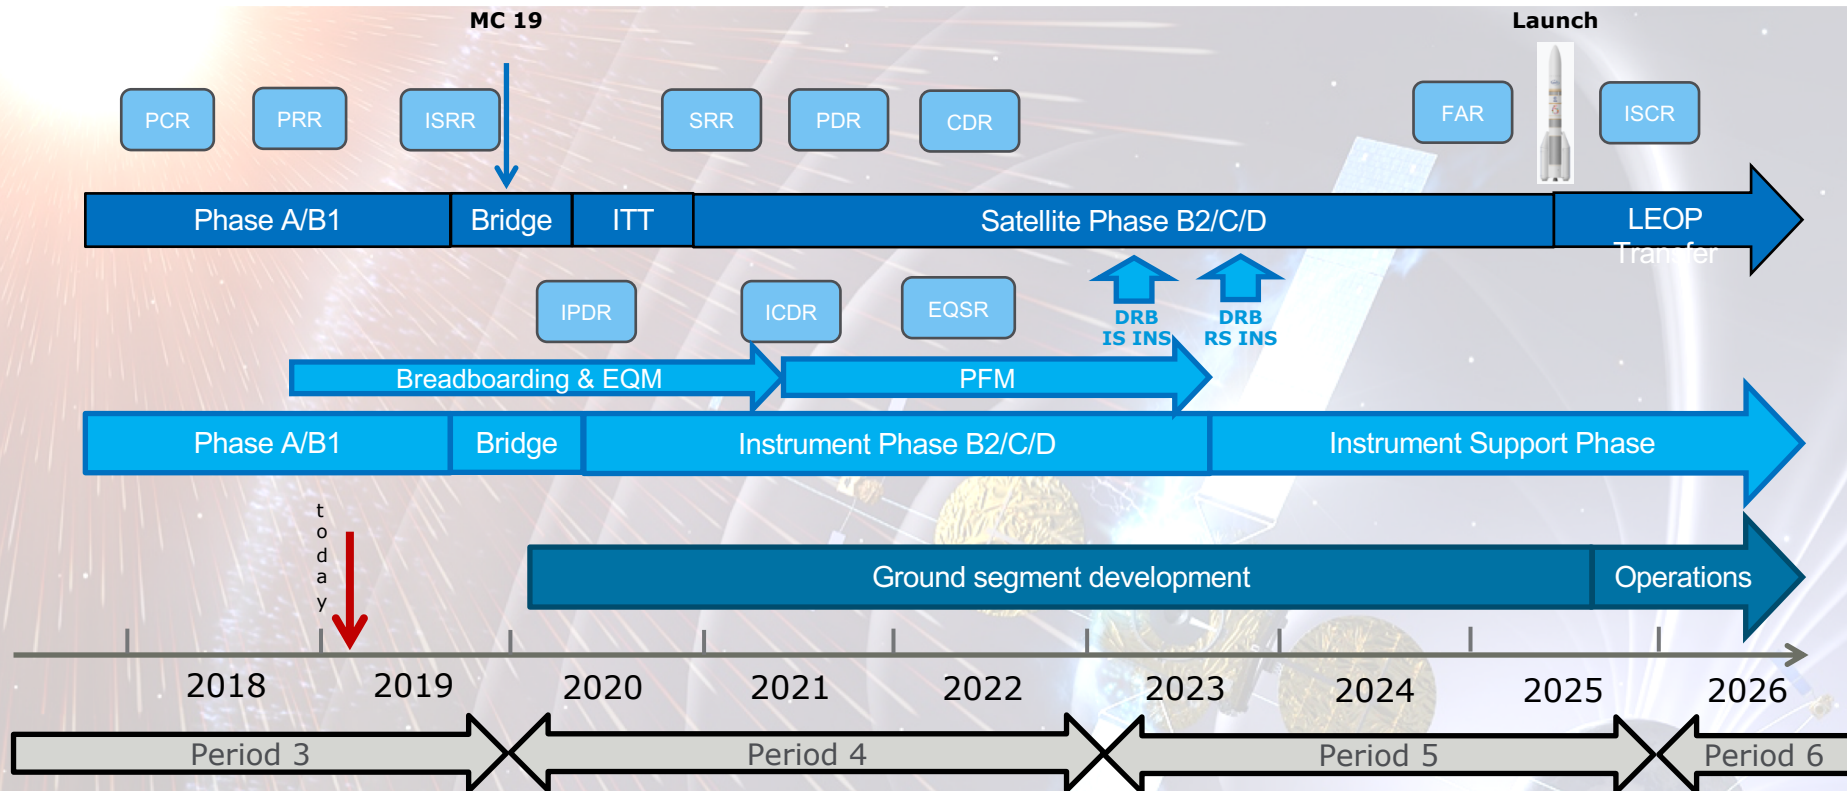 MC 19
Launch
PCR
PRR
ISRR
SRR
PDR
CDR
FAR
ISCR
Phase A/B1
Bridge
ITT
Satellite Phase B2/C/D
LEOP
Transfer
IPDR
ICDR
EQSR
DRB
IS INS
DRB
RS INS
Breadboarding & EQM
PFM
Phase A/B1
Bridge
Instrument Phase B2/C/D
Instrument Support Phase
today
Ground segment development
Operations
2018
2019
2020
2021
2022
2023
2024
2025
2026
Period 3
Period 4
Period 5
Period 6